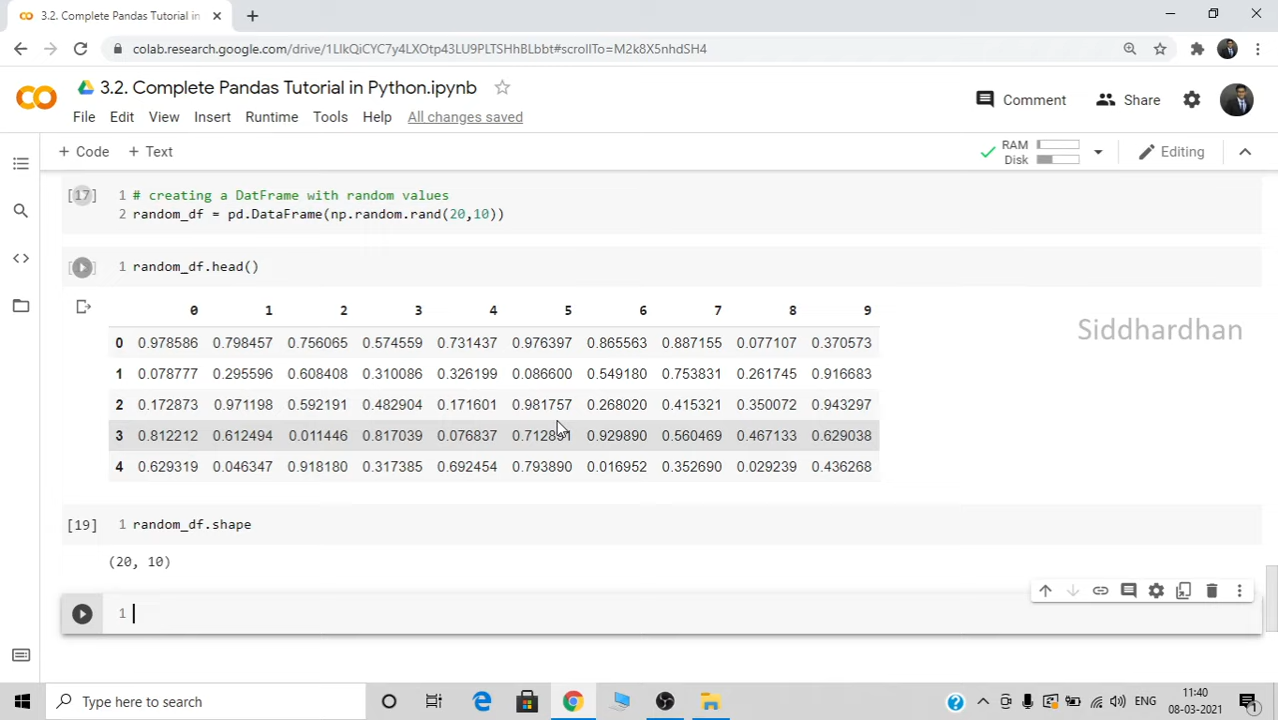 3.2. Complete Pandas Tutorial in
colab.research.google.com/drive/1LIkQiCYC7y4LXOtp43LU9PLTSHhBLbbt#scrollTo=M2k8X5nhdSH4
3.2. Complete Pandas Tutorial in Python.ipynb
Comment Share
File Edit View Insert Runtime Tools Help All changes saved
+ Code + Text RAM Disk Editing
[17] 1 # creating a DatFrame with random values
2 random_df = pd.DataFrame(np.random.rand(20,10))
1 random_df.head()
0 1 2 3 4 5 6 7 8 9
0 0.978586 0.798457 0.756065 0.574559 0.731437 0.976397 0.865563 0.887155 0.077107 0.370573
Siddhardhan
1 0.078777 0.295596 0.608408 0.310086 0.326199 0.086600 0.549180 0.753831 0.261745 0.916683
2 0.172873 0.971198 0.592191 0.482904 0.171601 0.981757 0.268020 0.415321 0.350072 0.943297
3 0.812212 0.612494 0.011446 0.817039 0.076837 0.929890 0.560469 0.467133 0.629038
4 0.629319 0.046347 0.918180 0.317385 0.692454 0.793890 0.016952 0.352690 0.029239 0.436268
[19] 1 random_df.shape
(20, 10)
1
Type here to search
ENG
11:40
08-03-2021
1